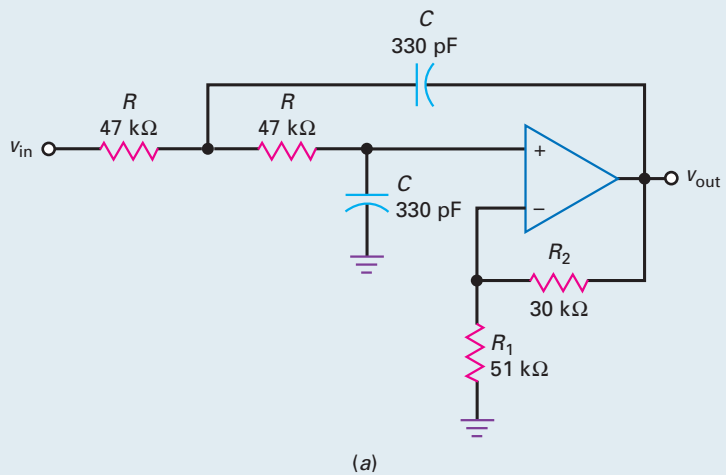 C
330 pF
R
47 kΩ
R
47 kΩ
vin
+
C
330 pF
−
vout
R2
30 kΩ
R1
51 kΩ
(a)